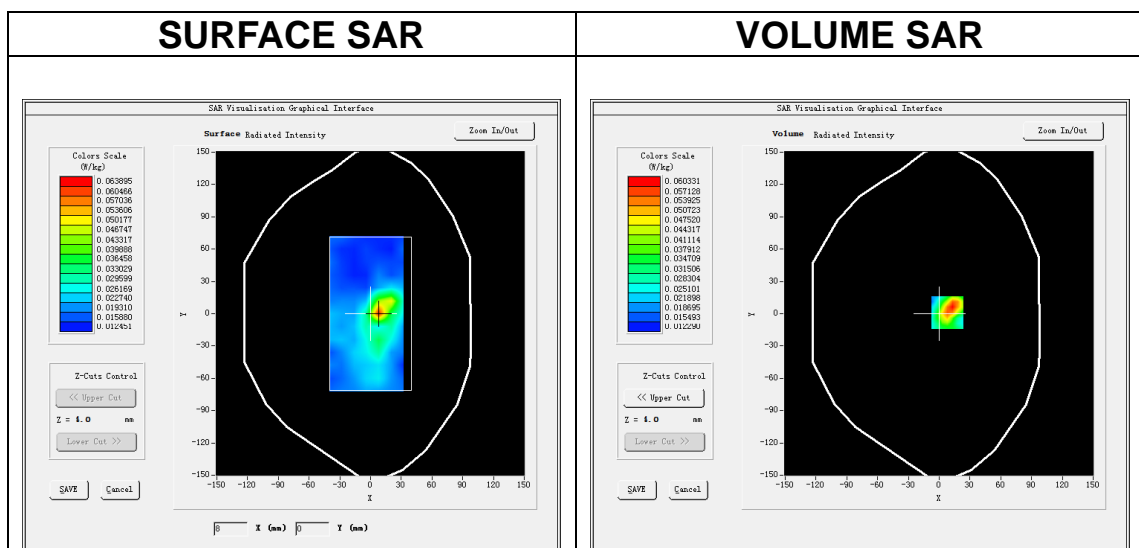 SURFACE SAR
VOLUME SAR
SAR Visualisation Graphical Interface
Surface Radiated Intensity
Zoom In/Out
Colors Scale
(W/kg)
0.063895
0.060466
0.057036
0.053606
0.050177
0.046747
0.043317
0.039888
0.036458
0.033029
0.029599
0.026169
0.022740
0.019310
0.015880
0.012451
Z-Cuts Control
<< Upper Cut
Z = 4.0 mm
Lower Cut >>
SAVE Cancel
150
120
90
60
30
0
-30
-60
-90
-120
-150
Y
-150 -120 -90 -60 -30 0 30 60 90 120 150
X
8 X (mm) 0 Y (mm)
SAR Visualisation Graphical Interface
Volume Radiated Intensity
Zoom In/Out
Colors Scale
(W/kg)
0.060331
0.057128
0.053925
0.050723
0.047520
0.044317
0.041114
0.037912
0.034709
0.031506
0.028304
0.025101
0.021898
0.018695
0.015493
0.012290
Z-Cuts Control
<< Upper Cut
Z = 4.0 mm
Lower Cut >>
SAVE Cancel
150
120
90
60
30
0
-30
-60
-90
-120
-150
Y
-150 -120 -90 -60 -30 0 30 60 90 120 150
X